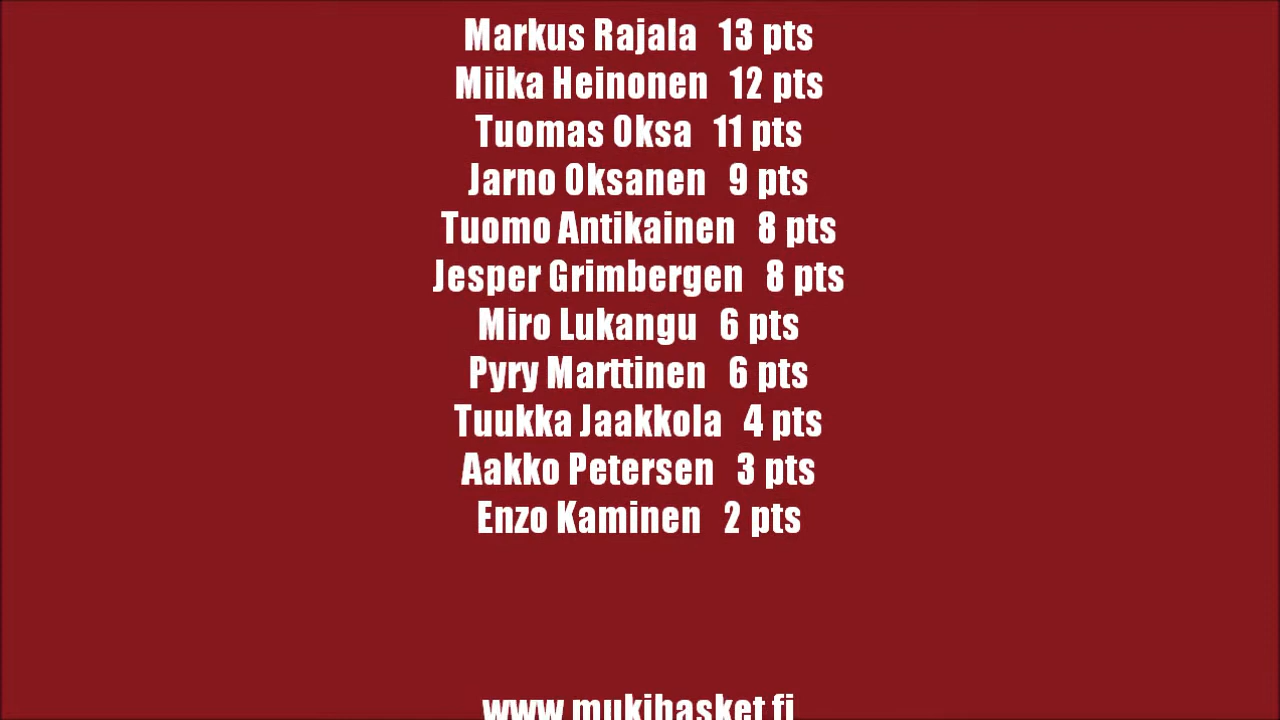 Markus Rajala 13 pts
Miika Heinonen 12 pts
Tuomas Oksa 11 pts
Jarno Oksanen 9 pts
Tuomo Antikainen 8 pts
Jesper Grimbergen 8 pts
Miro Lukangu 6 pts
Pyry Marttinen 6 pts
Tuukka Jaakkola 4 pts
Aakko Petersen 3 pts
Enzo Kaminen 2 pts
www.mukibasket.fi